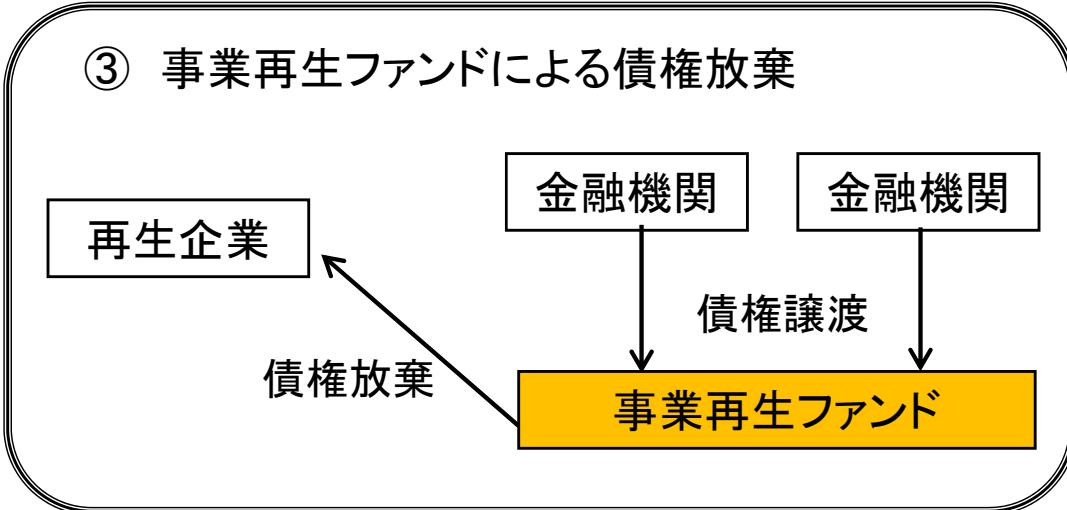 ③ 事業再生ファンドによる債権放棄
金融機関 金融機関
再生企業
債権譲渡
債権放棄
事業再生ファンド